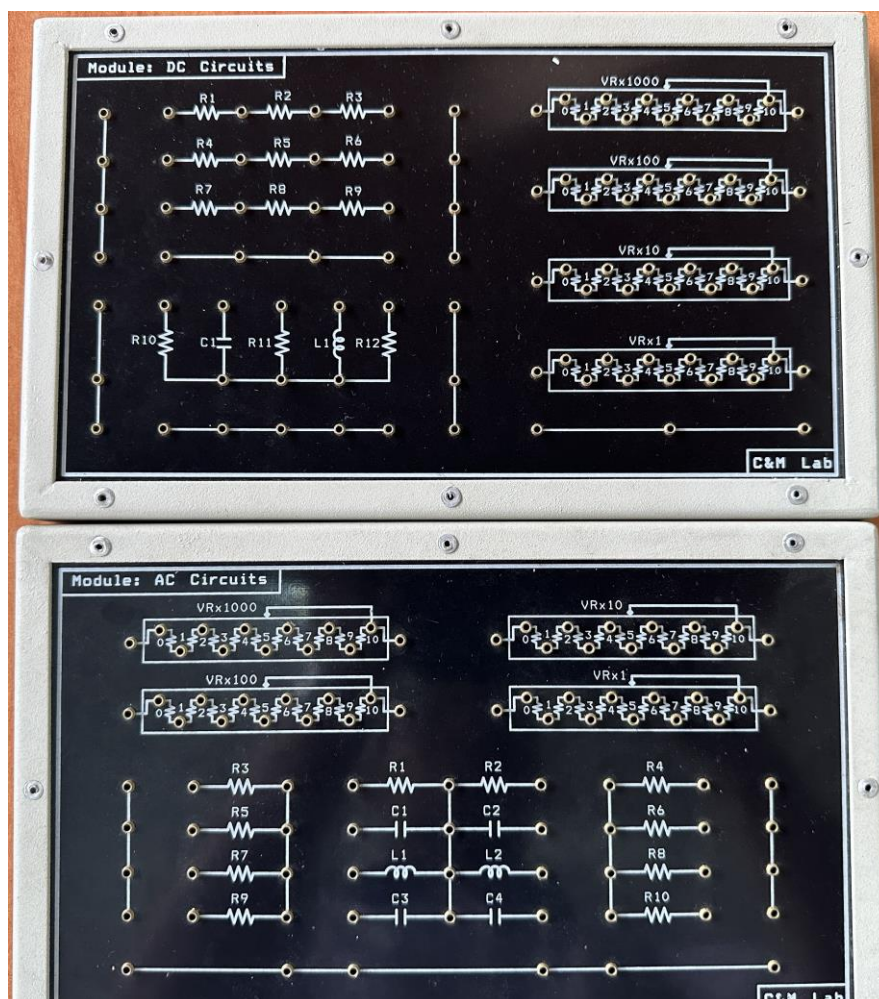 Module: DC Circuits
VRx1000
R1 R2 R3
0 1 2 3 4 5 6 7 8 9 10
R4 R5 R6
VRx100
0 1 2 3 4 5 6 7 8 9 10
R7 R8 R9
VRx10
0 1 2 3 4 5 6 7 8 9 10
R10 C1 R11 L1 R12
VRx1
0 1 2 3 4 5 6 7 8 9 10
C&M Lab
Module: AC Circuits
VRx1000 VRx10
0 1 2 3 4 5 6 7 8 9 10 0 1 2 3 4 5 6 7 8 9 10
VRx100 VRx1
0 1 2 3 4 5 6 7 8 9 10 0 1 2 3 4 5 6 7 8 9 10
R3 R1 R2 R4
R5 C1 C2 R6
R7 L1 L2 R8
R9 C3 C4 R10
C&M Lab